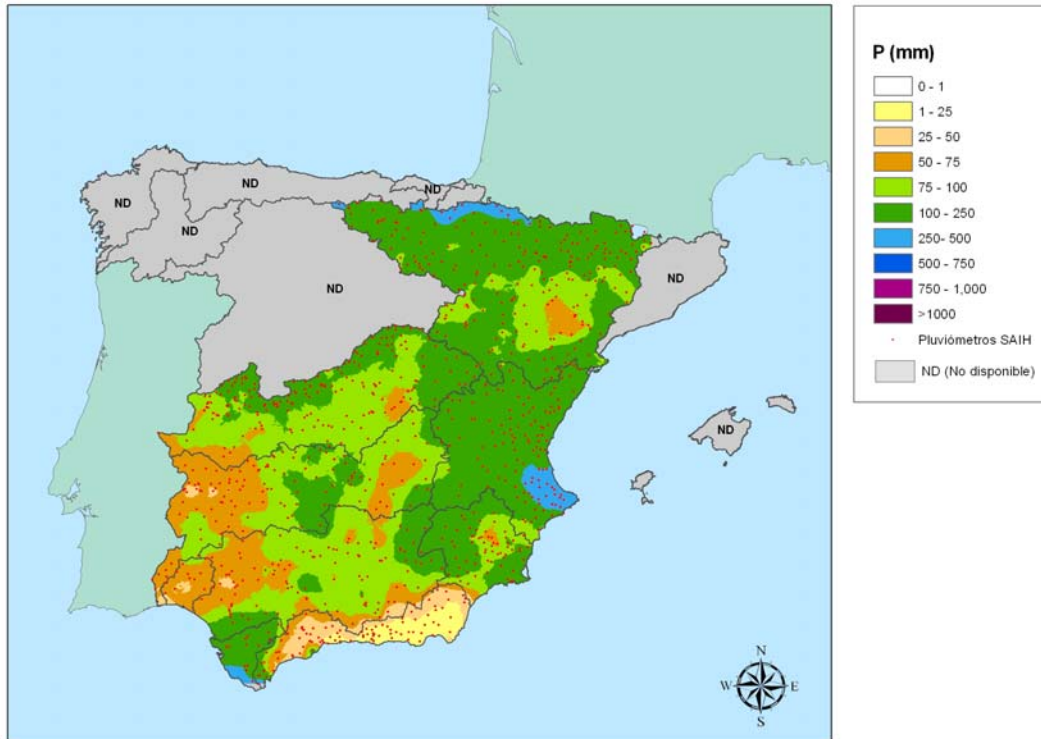 ND
ND
ND
ND
ND
ND
ND
N
W
E
S
P (mm)
0 - 1
1 - 25
25 - 50
50 - 75
75 - 100
100 - 250
250- 500
500 - 750
750 - 1,000
>1000
Pluviómetros SAIH
ND (No disponible)